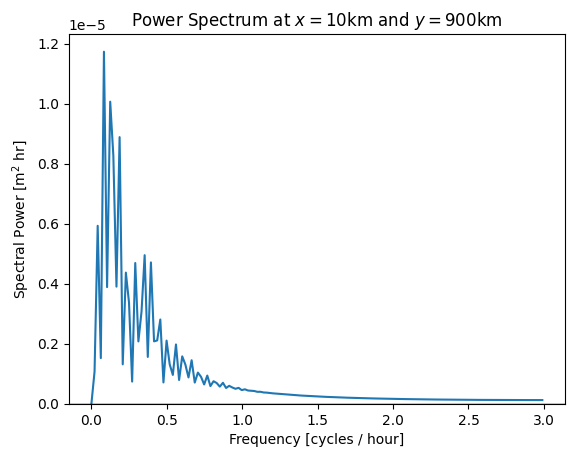 Power Spectrum at x = 10km and y = 900km
1e−5
1.2
1.0
0.8
0.6
0.4
0.2
0.0
Spectral Power [m² hr]
0.0 0.5 1.0 1.5 2.0 2.5 3.0
Frequency [cycles / hour]